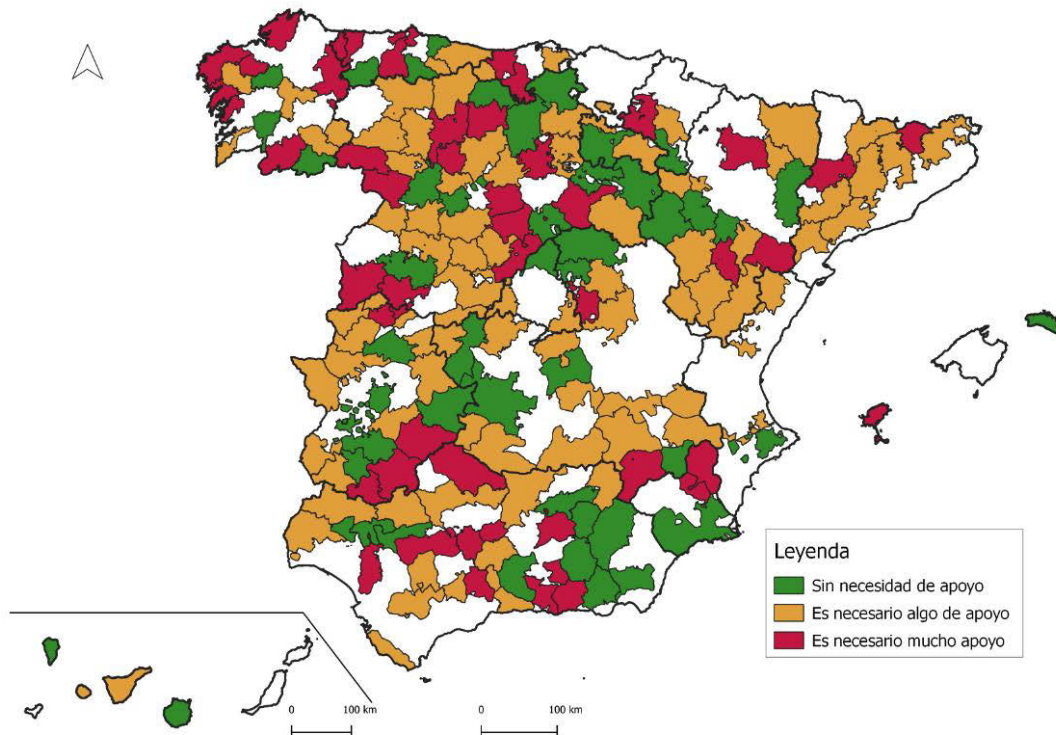 Leyenda
Sin necesidad de apoyo
Es necesario algo de apoyo
Es necesario mucho apoyo
0 100 km
0 100 km